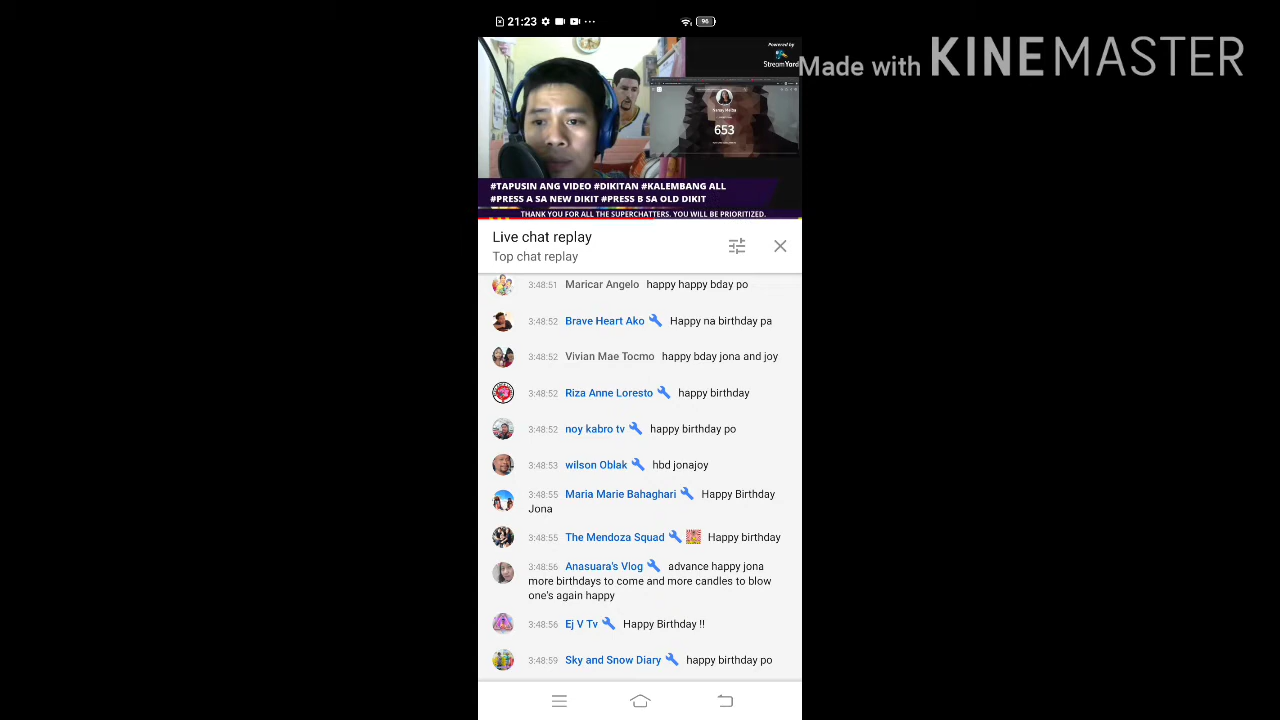 21:23
96
Made with KINEMASTER
Powered by
StreamYard
653
#TAPUSIN ANG VIDEO #DIKITAN #KALEMBANG ALL
#PRESS A SA NEW DIKIT #PRESS B SA OLD DIKIT
THANK YOU FOR ALL THE SUPERCHATTERS. YOU WILL BE PRIORITIZED.
Live chat replay
Top chat replay
3:48:51 Maricar Angelo happy happy bday po
3:48:52 Brave Heart Ako Happy na birthday pa
3:48:52 Vivian Mae Tocmo happy bday jona and joy
3:48:52 Riza Anne Loresto happy birthday
3:48:52 noy kabro tv happy birthday po
3:48:53 wilson Oblak hbd jonajoy
3:48:55 Maria Marie Bahaghari Happy Birthday
Jona
3:48:55 The Mendoza Squad Happy birthday
3:48:56 Anasuara's Vlog advance happy jona
more birthdays to come and more candles to blow
one's again happy
3:48:56 Ej V Tv Happy Birthday !!
3:48:59 Sky and Snow Diary happy birthday po